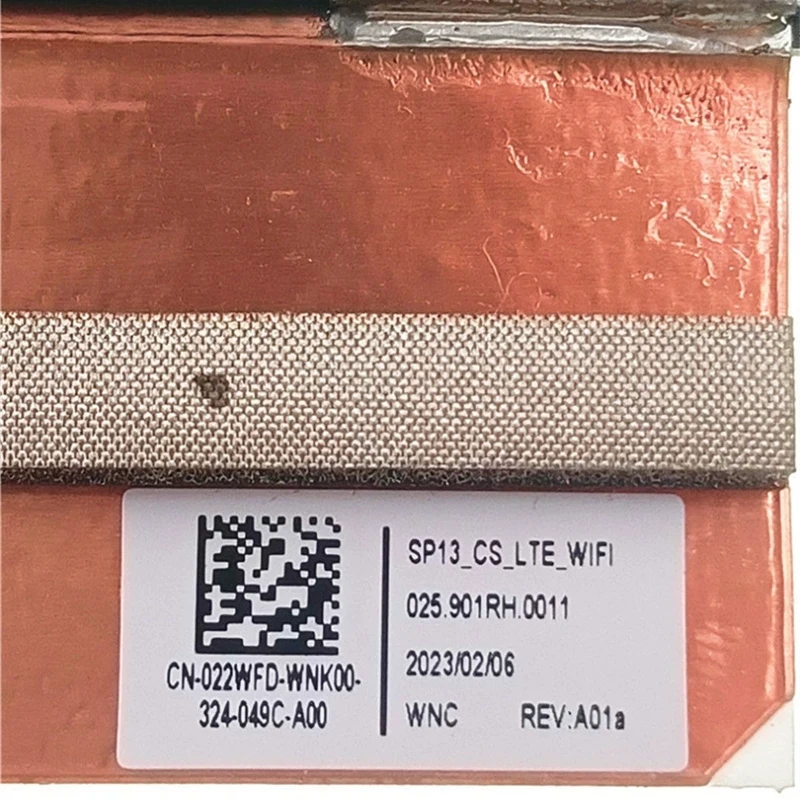 CN-022WFD-WNK00-
324-049C-A00
SP13_CS_LTE_WIFI
025.901RH.0011
2023/02/06
WNC REV:A01a